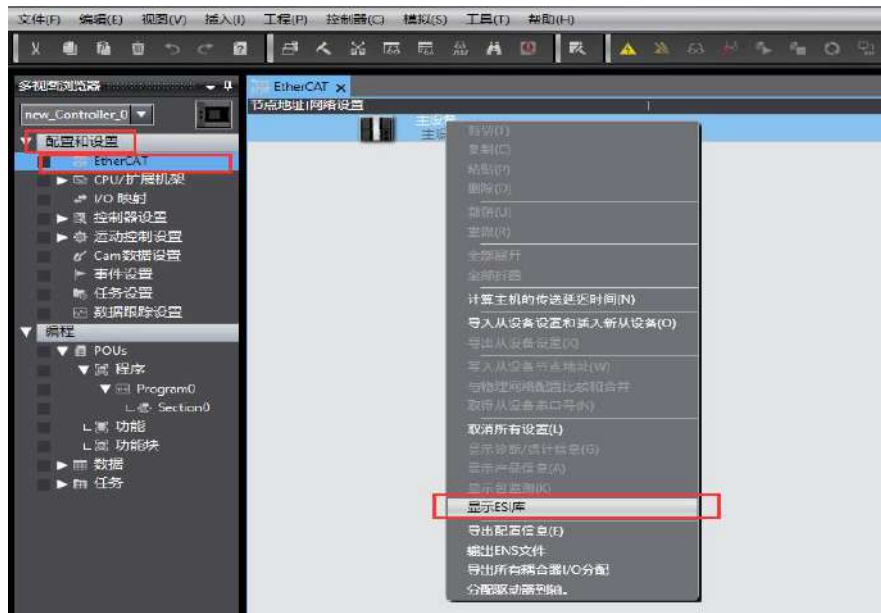 文件(F) 编辑(E) 视图(V) 插入(I) 工程(P) 控制器(C) 模拟(S) 工具(T) 帮助(H)
多视图浏览器
EtherCAT
new_Controller_0
节点地址|网络设置
主设备
配置和设置
EtherCAT
CPU/扩展机架
I/O 映射
控制器设置
运动控制设置
Cam数据设置
事件设置
任务设置
数据跟踪设置
编程
POUs
程序
Program0
Section0
功能
功能块
数据
任务
剪切(T)
复制(C)
粘贴(P)
删除(D)
撤销(U)
重做(R)
全部展开
全部折叠
计算主机的传送延迟时间(N)
导入从设备设置和插入新从设备(O)
导出从设备设置(X)
写入从设备节点地址(W)
与物理网络配置比较和合并
取得从设备串口号(N)
取消所有设置(L)
显示诊断/统计信息(G)
显示产品信息(A)
显示包监测(K)
显示ESI库
导出配置信息(E)
输出ENS文件
导出所有耦合器I/O分配
分配驱动器到轴。